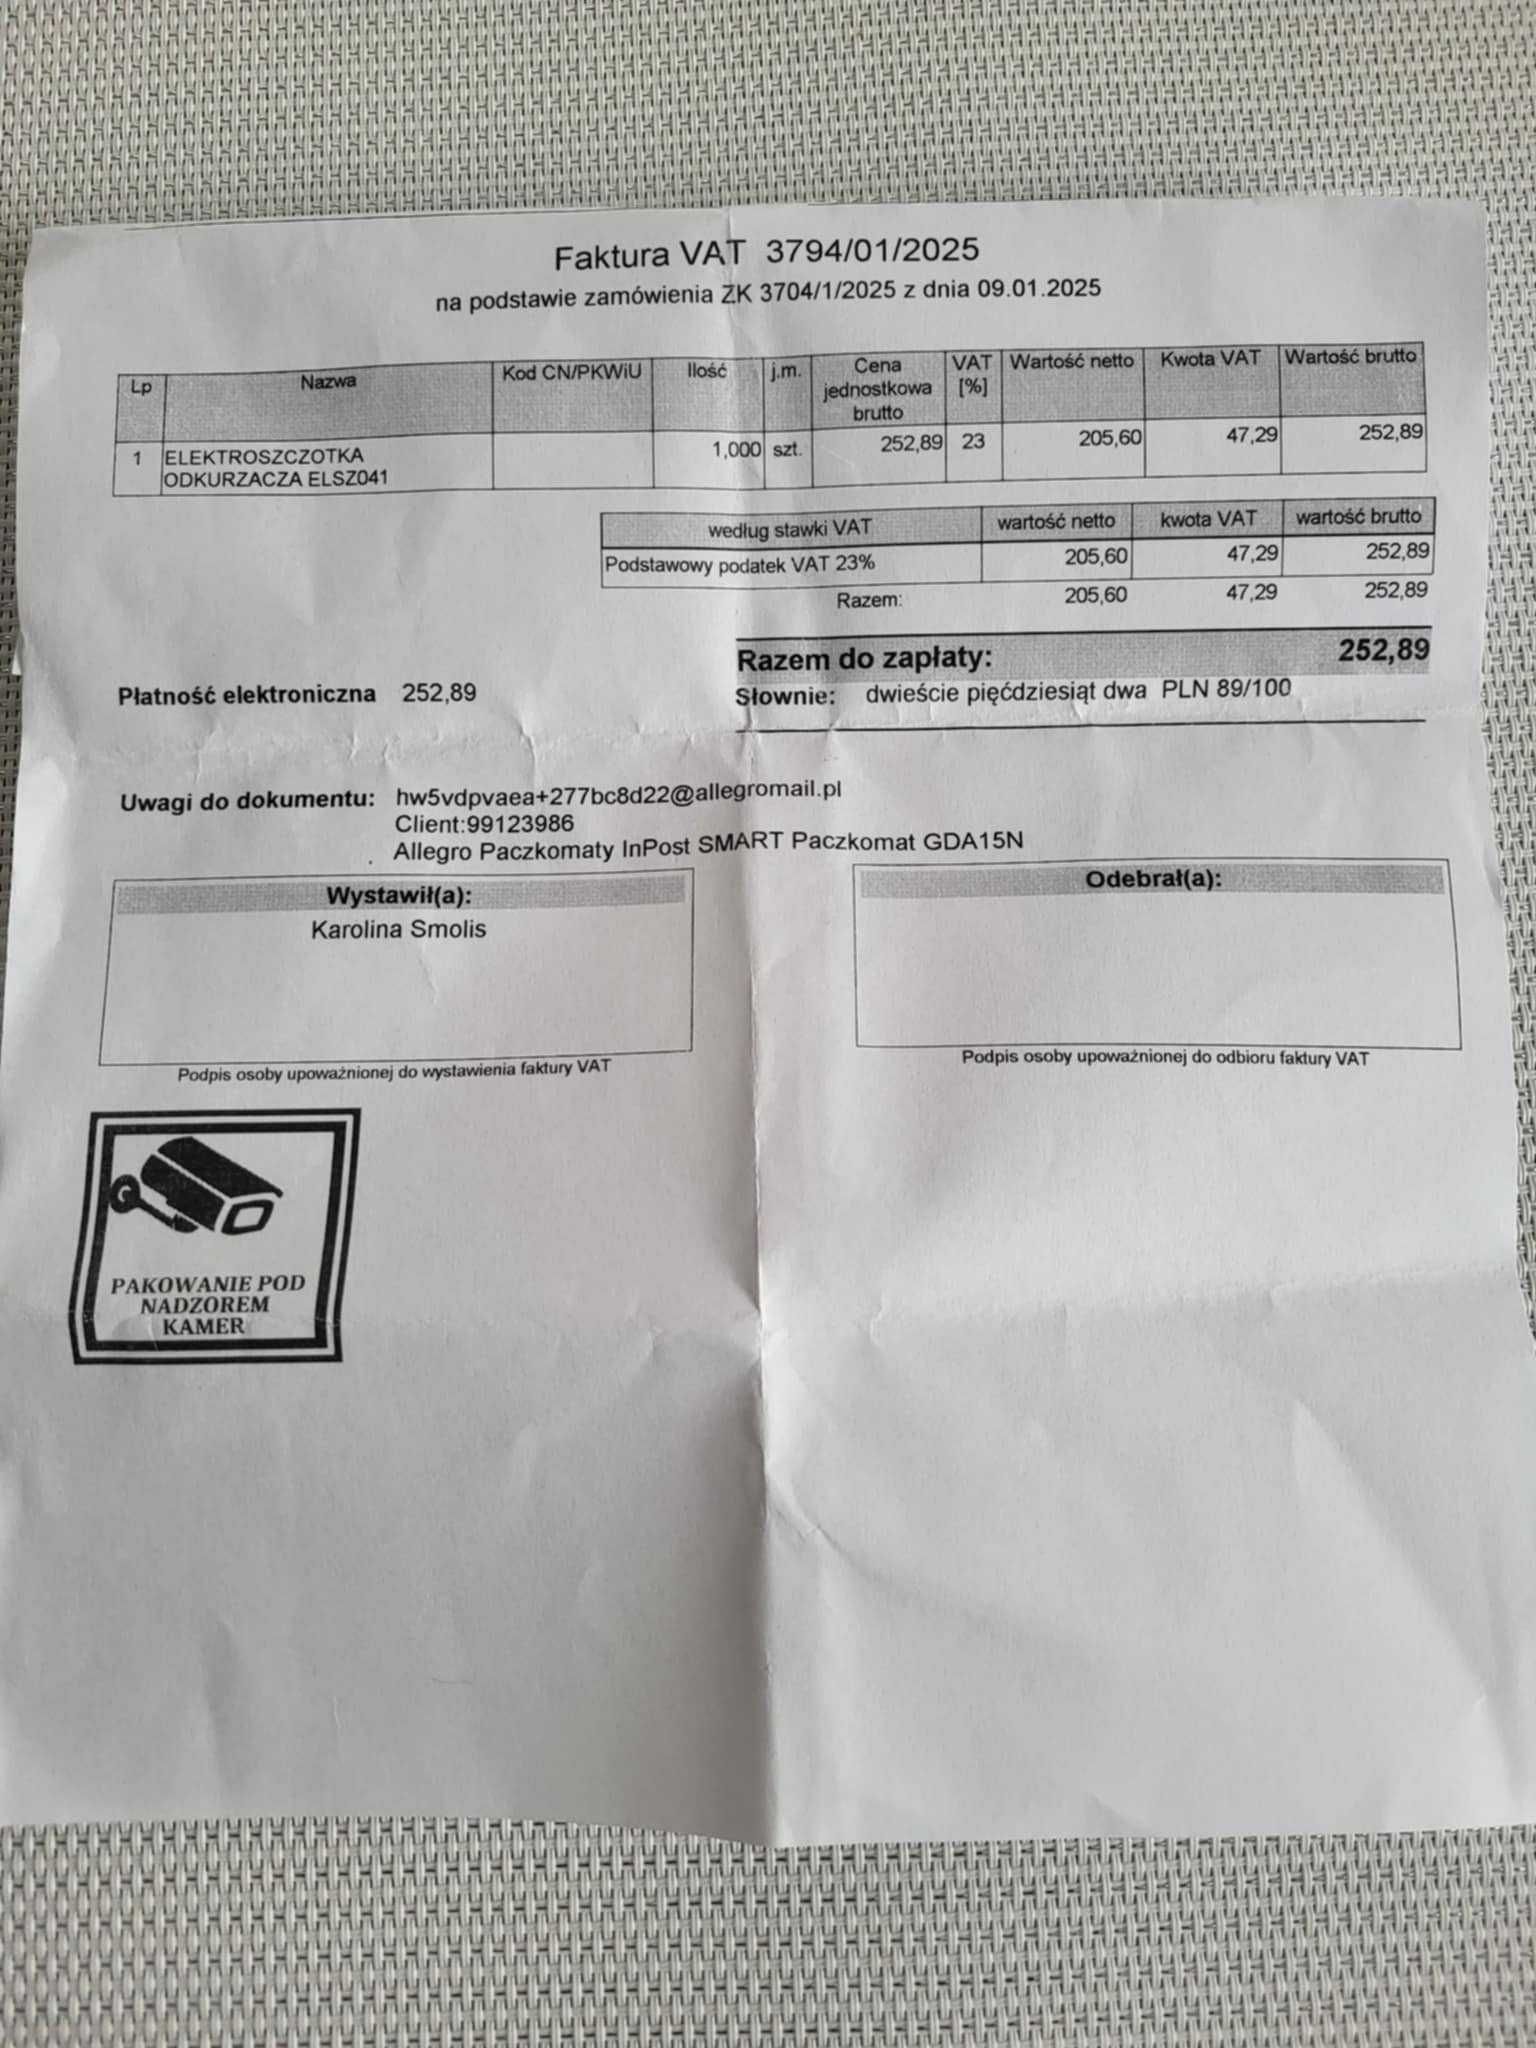 Faktura VAT 3794/01/2025
na podstawie zamówienia ZK 3704/1/2025 z dnia 09.01.2025
Lp Nazwa Kod CN/PKWiU Ilość j.m. Cena jednostkowa brutto VAT [%] Wartość netto Kwota VAT Wartość brutto
1 ELEKTROSZCZOTKA 1,000 szt. 252,89 23 205,60 47,29 252,89
ODKURZACZA ELSZ041
według stawki VAT wartość netto kwota VAT wartość brutto
Podstawowy podatek VAT 23% 205,60 47,29 252,89
Razem: 205,60 47,29 252,89
Razem do zapłaty: 252,89
Płatność elektroniczna 252,89
Słownie: dwieście pięćdziesiąt dwa PLN 89/100
Uwagi do dokumentu: hw5vdpvaea+277bc8d22@allegromail.pl
Client:99123986
Allegro Paczkomaty InPost SMART Paczkomat GDA15N
Wystawił(a):
Karolina Smolis
Podpis osoby upoważnionej do wystawienia faktury VAT
Odebrał(a):
Podpis osoby upoważnionej do odbioru faktury VAT
PAKOWANIE POD
NADZOREM
KAMER